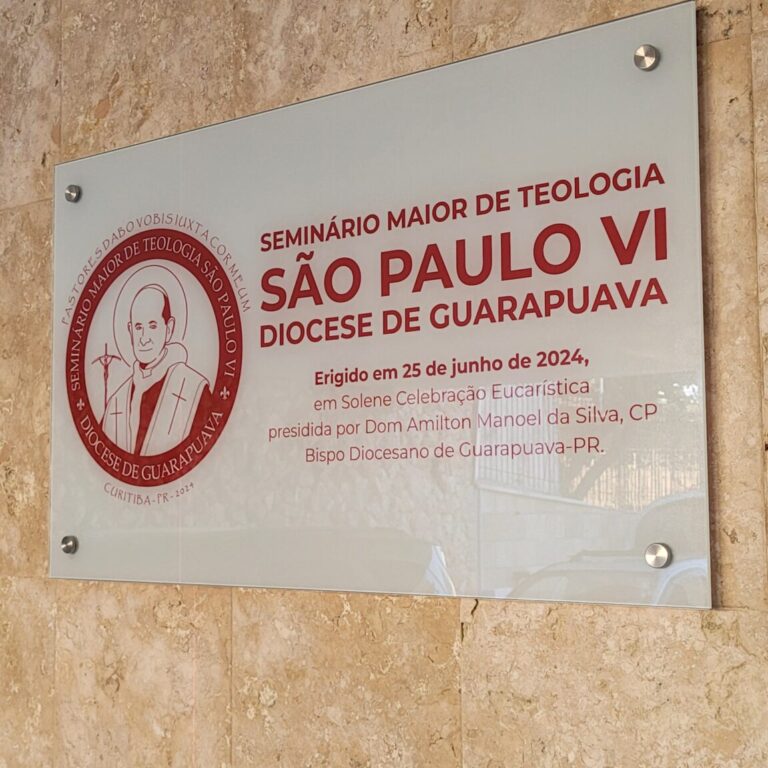 PASTORES DABO VOBIS IUXTA COR MEUM
SEMINÁRIO MAIOR DE TEOLOGIA SÃO PAULO VI
DIOCESE DE GUARAPUAVA
CURITIBA-PR-2024
SEMINÁRIO MAIOR DE TEOLOGIA
SÃO PAULO VI
DIOCESE DE GUARAPUAVA
Erigido em 25 de junho de 2024,
em Solene Celebração Eucarística
presidida por Dom Amilton Manoel da Silva, CP
Bispo Diocesano de Guarapuava-PR.